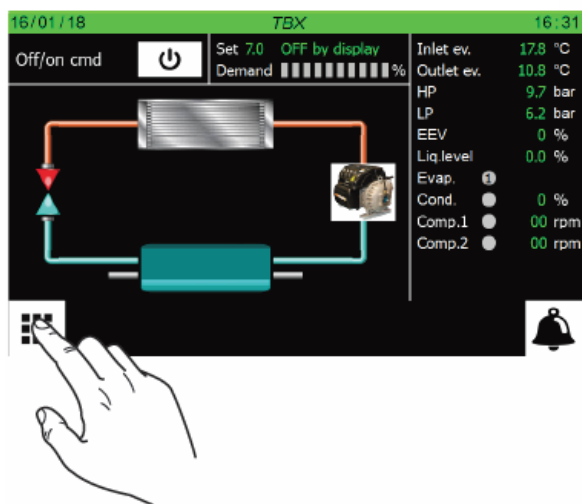 16/01/18 TBX 16:31
Off/on cmd
Set 7.0 OFF by display
Demand %
Inlet ev. 17.8 °C
Outlet ev. 10.8 °C
HP 9.7 bar
LP 6.2 bar
EEV 0 %
Liq.level 0.0 %
Evap. 1
Cond. 0 %
Comp.1 00 rpm
Comp.2 00 rpm